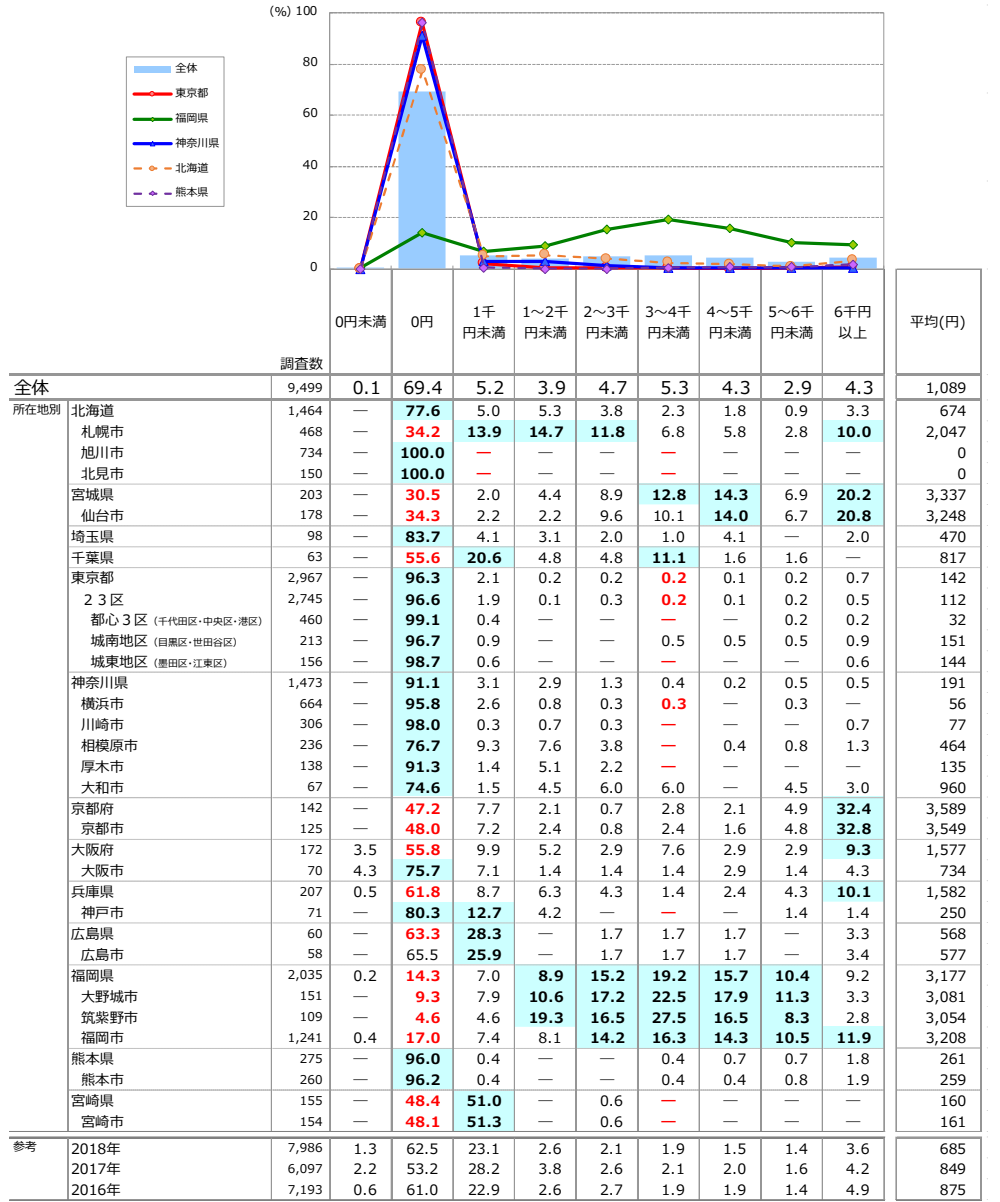 (%)
100
80
60
40
20
0
全体
東京都
福岡県
神奈川県
北海道
熊本県
調査数 0円未満 0円 1千円未満 1～2千円未満 2～3千円未満 3～4千円未満 4～5千円未満 5～6千円未満 6千円以上 平均(円)
全体 9,499 0.1 69.4 5.2 3.9 4.7 5.3 4.3 2.9 4.3 1,089
所在地別 北海道 1,464 — 77.6 5.0 5.3 3.8 2.3 1.8 0.9 3.3 674
札幌市 468 — 34.2 13.9 14.7 11.8 6.8 5.8 2.8 10.0 2,047
旭川市 734 — 100.0 — — — — — — — 0
北見市 150 — 100.0 — — — — — — — 0
宮城県 203 — 30.5 2.0 4.4 8.9 12.8 14.3 6.9 20.2 3,337
仙台市 178 — 34.3 2.2 2.2 9.6 10.1 14.0 6.7 20.8 3,248
埼玉県 98 — 83.7 4.1 3.1 2.0 1.0 4.1 — 2.0 470
千葉県 63 — 55.6 20.6 4.8 4.8 11.1 1.6 1.6 — 817
東京都 2,967 — 96.3 2.1 0.2 0.2 0.2 0.1 0.2 0.7 142
２３区 2,745 — 96.6 1.9 0.1 0.3 0.2 0.1 0.2 0.5 112
都心３区（千代田区・中央区・港区） 460 — 99.1 0.4 — — — — 0.2 0.2 32
城南地区（目黒区・世田谷区） 213 — 96.7 0.9 — — 0.5 0.5 0.5 0.9 151
城東地区（墨田区・江東区） 156 — 98.7 0.6 — — — — — 0.6 144
神奈川県 1,473 — 91.1 3.1 2.9 1.3 0.4 0.2 0.5 0.5 191
横浜市 664 — 95.8 2.6 0.8 0.3 0.3 — 0.3 — 56
川崎市 306 — 98.0 0.3 0.7 0.3 — — — 0.7 77
相模原市 236 — 76.7 9.3 7.6 3.8 — 0.4 0.8 1.3 464
厚木市 138 — 91.3 1.4 5.1 2.2 — — — — 135
大和市 67 — 74.6 1.5 4.5 6.0 6.0 — 4.5 3.0 960
京都府 142 — 47.2 7.7 2.1 0.7 2.8 2.1 4.9 32.4 3,589
京都市 125 — 48.0 7.2 2.4 0.8 2.4 1.6 4.8 32.8 3,549
大阪府 172 3.5 55.8 9.9 5.2 2.9 7.6 2.9 2.9 9.3 1,577
大阪市 70 4.3 75.7 7.1 1.4 1.4 1.4 2.9 1.4 4.3 734
兵庫県 207 0.5 61.8 8.7 6.3 4.3 1.4 2.4 4.3 10.1 1,582
神戸市 71 — 80.3 12.7 4.2 — — — 1.4 1.4 250
広島県 60 — 63.3 28.3 — 1.7 1.7 1.7 — 3.3 568
広島市 58 — 65.5 25.9 — 1.7 1.7 1.7 — 3.4 577
福岡県 2,035 0.2 14.3 7.0 8.9 15.2 19.2 15.7 10.4 9.2 3,177
大野城市 151 — 9.3 7.9 10.6 17.2 22.5 17.9 11.3 3.3 3,081
筑紫野市 109 — 4.6 4.6 19.3 16.5 27.5 16.5 8.3 2.8 3,054
福岡市 1,241 0.4 17.0 7.4 8.1 14.2 16.3 14.3 10.5 11.9 3,208
熊本県 275 — 96.0 0.4 — — 0.4 0.7 0.7 1.8 261
熊本市 260 — 96.2 0.4 — — 0.4 0.4 0.8 1.9 259
宮崎県 155 — 48.4 51.0 — 0.6 — — — — 160
宮崎市 154 — 48.1 51.3 — 0.6 — — — — 161
参考 2018年 7,986 1.3 62.5 23.1 2.6 2.1 1.9 1.5 1.4 3.6 685
2017年 6,097 2.2 53.2 28.2 3.8 2.6 2.1 2.0 1.6 4.2 849
2016年 7,193 0.6 61.0 22.9 2.6 2.7 1.9 1.9 1.4 4.9 875